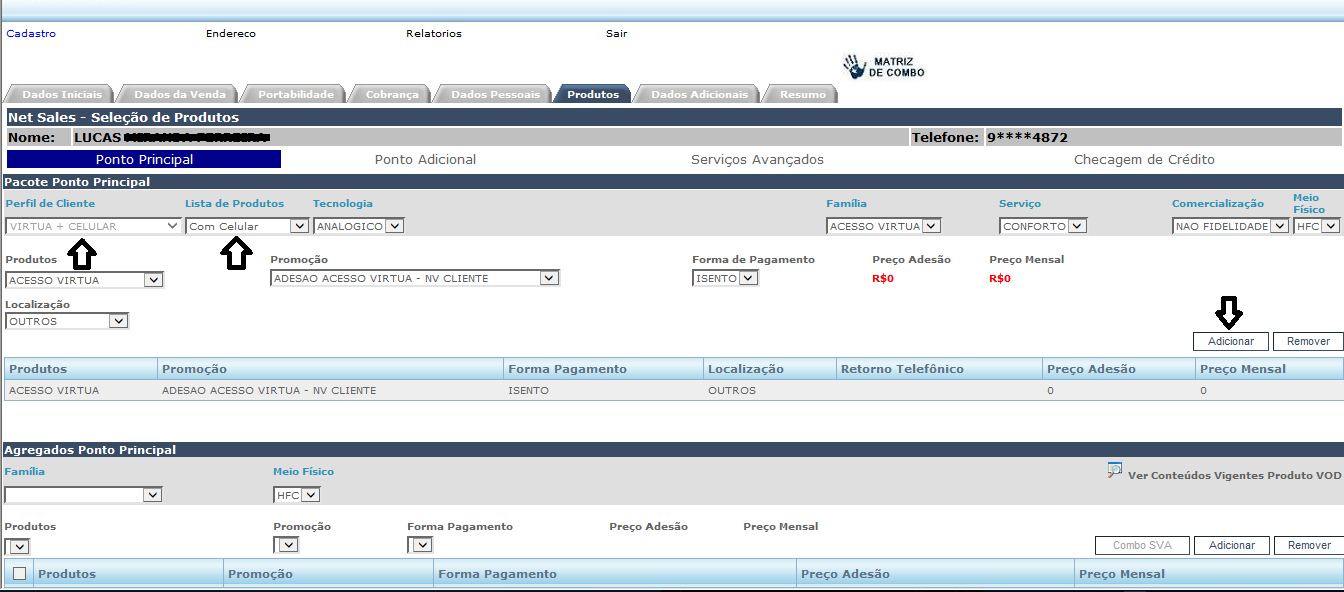 Cadastro Endereco Relatorios Sair
MATRIZ
DE COMBO
Dados Iniciais Dados da Venda Portabilidade Cobrança Dados Pessoais Produtos Dados Adicionais Resumo
Net Sales - Seleção de Produtos
Nome: LUCAS Telefone: 9****4872
Ponto Principal Ponto Adicional Serviços Avançados Checagem de Crédito
Pacote Ponto Principal
Perfil de Cliente Lista de Produtos Tecnologia Família Serviço Comercialização Meio Físico
VIRTUA + CELULAR Com Celular ANALOGICO ACESSO VIRTUA CONFORTO NAO FIDELIDADE HFC
Produtos Promoção Forma de Pagamento Preço Adesão Preço Mensal
ACESSO VIRTUA ADESAO ACESSO VIRTUA - NV CLIENTE ISENTO R$0 R$0
Localização
OUTROS
Adicionar Remover
Produtos Promoção Forma Pagamento Localização Retorno Telefônico Preço Adesão Preço Mensal
ACESSO VIRTUA ADESAO ACESSO VIRTUA - NV CLIENTE ISENTO OUTROS 0 0
Agregados Ponto Principal
Família Meio Físico
Ver Conteúdos Vigentes Produto VOD
HFC
Produtos Promoção Forma Pagamento Preço Adesão Preço Mensal
Combo SVA Adicionar Remover
Produtos Promoção Forma Pagamento Preço Adesão Preço Mensal